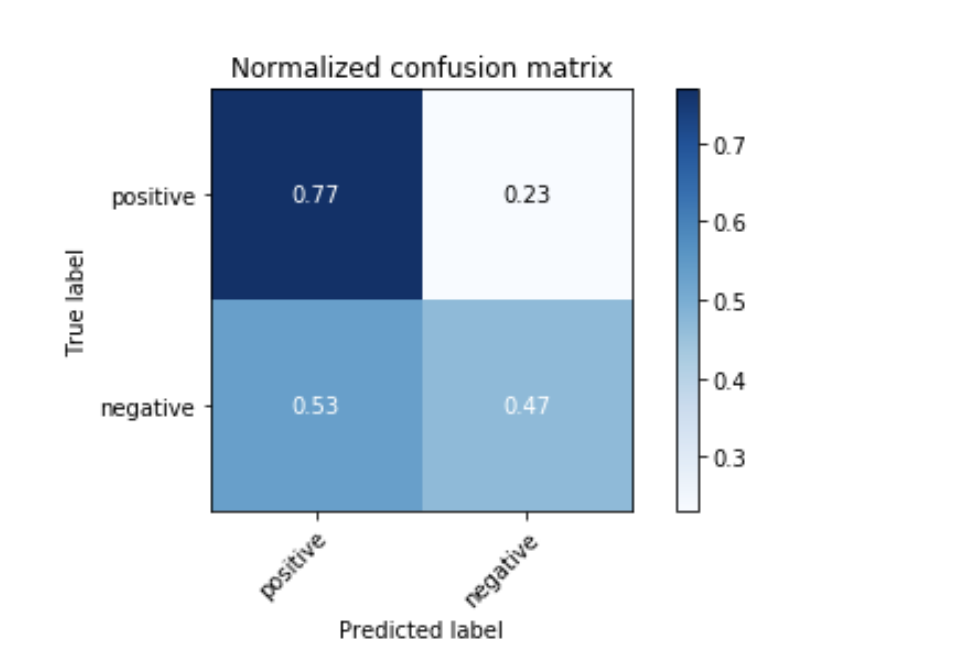 Normalized confusion matrix
positive
0.77
0.23
negative
0.53
0.47
positive
negative
True label
Predicted label
0.7
0.6
0.5
0.4
0.3